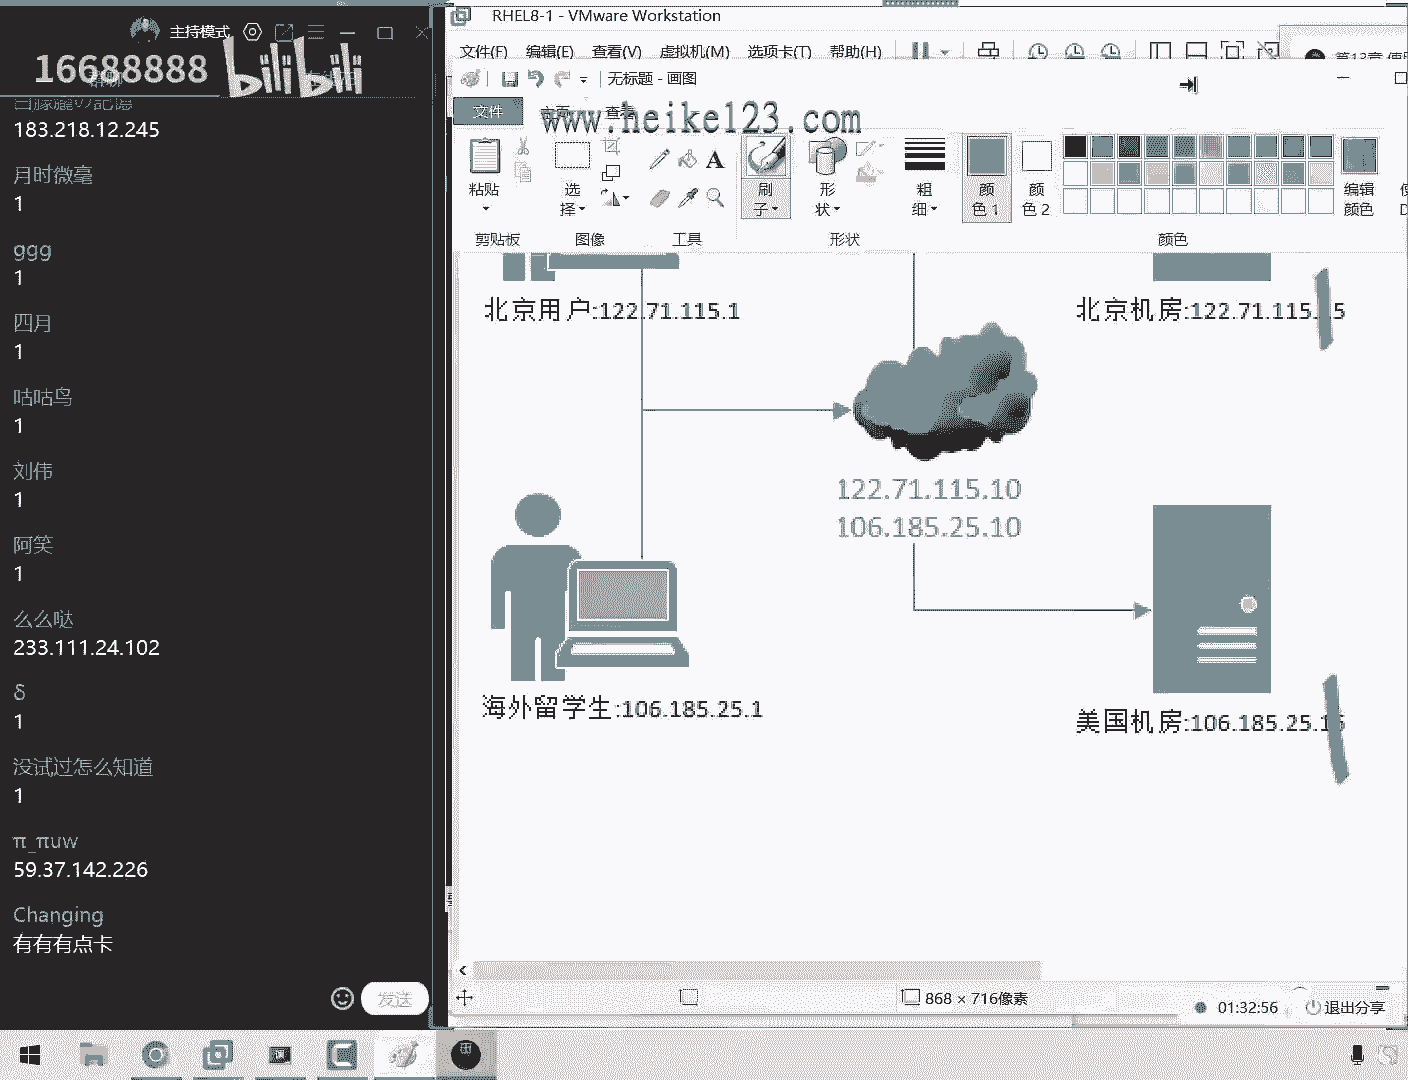 主持模式
16688888 bilibili
183.218.12.245
月时微毫
1
ggg
1
四月
1
咕咕鸟
1
刘伟
1
阿笑
1
么么哒
233.111.24.102
δ
1
没试过怎么知道
1
π_πuw
59.37.142.226
Changing
有有有点卡
发送
RHEL8-1 - VMware Workstation
文件(F) 编辑(E) 查看(V) 虚拟机(M) 选项卡(T) 帮助(H)
无标题 - 画图
文件 主页 查看
www.heike123.com
粘贴
选择
刷子
形状
粗细
颜色 1
颜色 2
编辑颜色
剪贴板 图像 工具 形状 颜色
北京用户:122.71.115.1
北京机房:122.71.115. 5
122.71.115.10
106.185.25.10
海外留学生:106.185.25.1
美国机房:106.185.25.15
868 × 716像素
01:32:56 退出分享